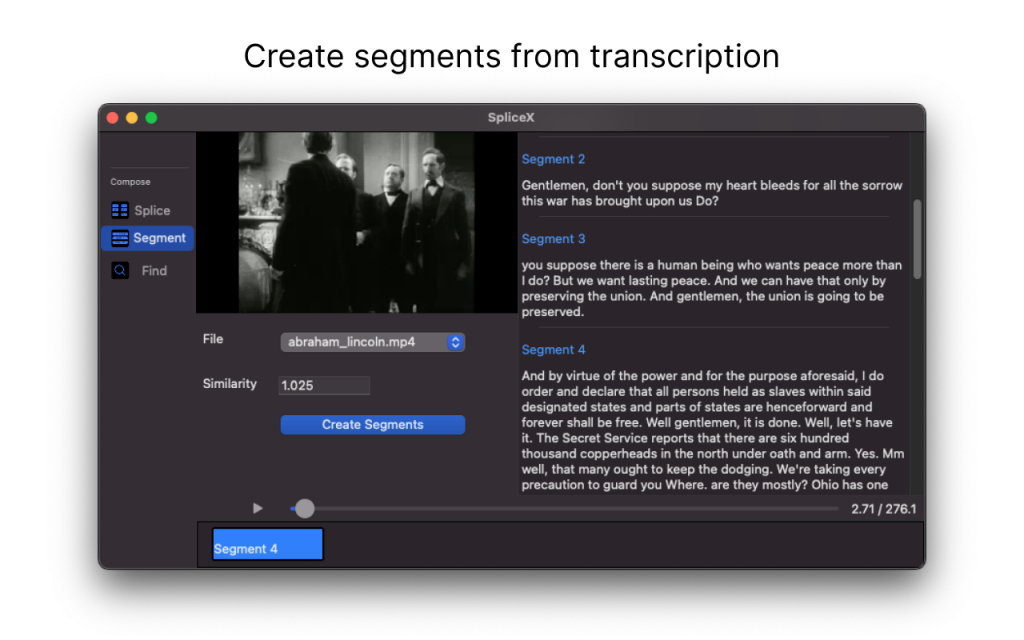 Create segments from transcription
SpliceX
Compose
Splice
Segment
Find
File
abraham_lincoln.mp4
Similarity
1.025
Create Segments
Segment 2
Gentlemen, don't you suppose my heart bleeds for all the sorrow
this war has brought upon us Do?
Segment 3
you suppose there is a human being who wants peace more than
I do? But we want lasting peace. And we can have that only by
preserving the union. And gentlemen, the union is going to be
preserved.
Segment 4
And by virtue of the power and for the purpose aforesaid, I do
order and declare that all persons held as slaves within said
designated states and parts of states are henceforward and
forever shall be free. Well gentlemen, it is done. Well, let's have
it. The Secret Service reports that there are six hundred
thousand copperheads in the north under oath and arm. Yes. Mm
well, that many ought to keep the dodging. We're taking every
precaution to guard you Where. are they mostly? Ohio has one
2.71 / 276.1
Segment 4